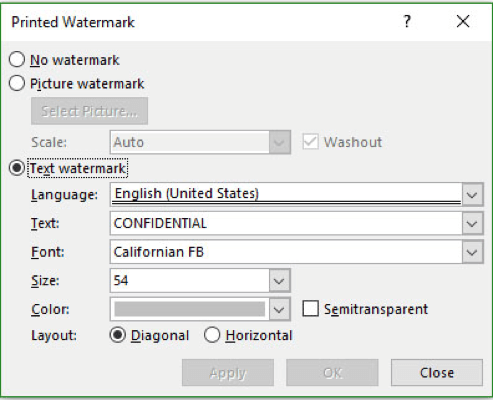 Printed Watermark ? ×
No watermark
Picture watermark
Select Picture...
Scale: Auto Washout
Text watermark
Language: English (United States)
Text: CONFIDENTIAL
Font: Californian FB
Size: 54
Color: Semitransparent
Layout: Diagonal Horizontal
Apply OK Close